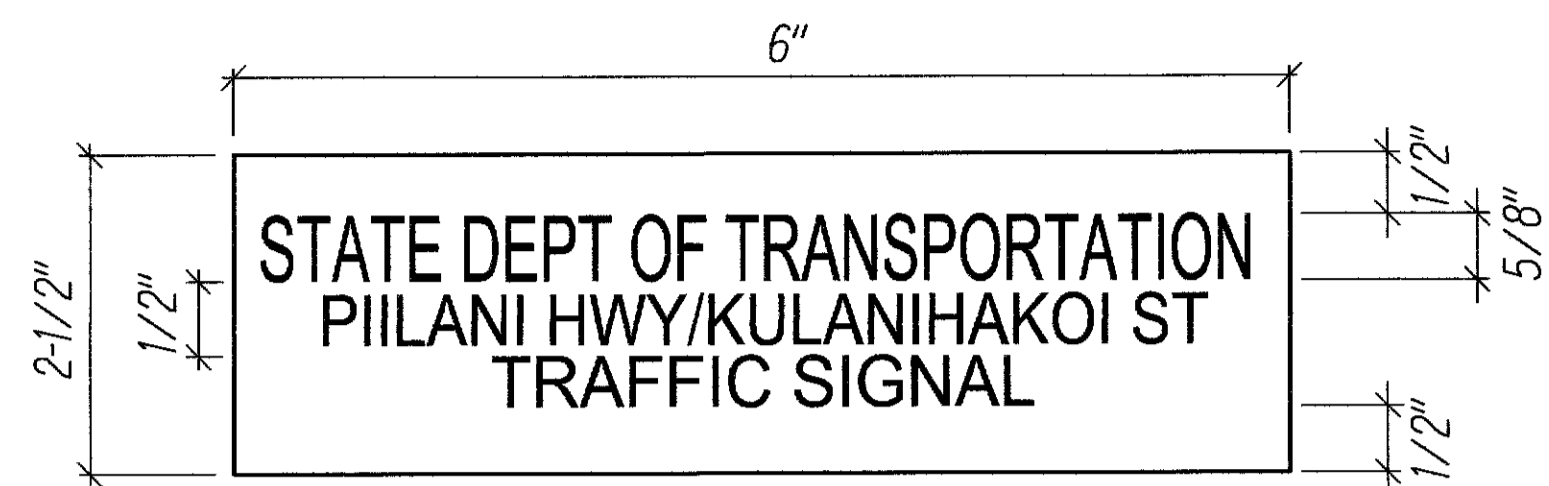 6"
1/2"
5/8"
STATE DEPT OF TRANSPORTATION
2-1/2"
1/2"
PIILANI HWY/KULANIHAKOI ST
TRAFFIC SIGNAL
1/2"